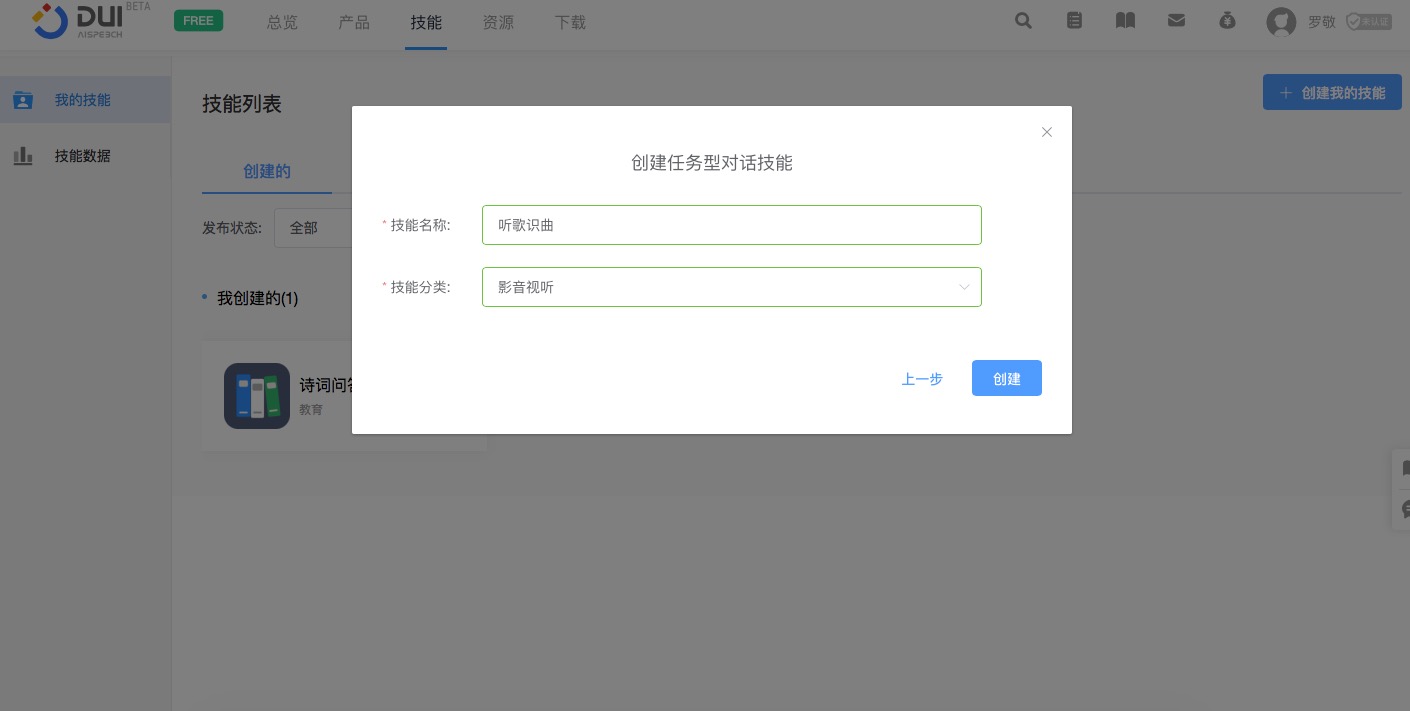 DUI BETA
AISPEECH
FREE
总览
产品
技能
资源
下载
罗敬
未认证
我的技能
技能数据
技能列表
创建我的技能
创建的
发布状态:
全部
我创建的(1)
诗词问答
教育
创建任务型对话技能
* 技能名称:
听歌识曲
* 技能分类:
影音视听
上一步
创建